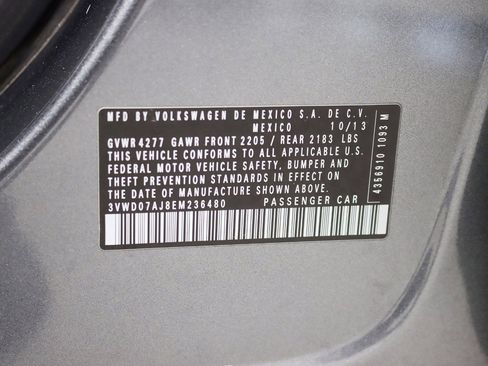 MFD BY VOLKSWAGEN DE MEXICO S.A. DE C.V.
MEXICO 10/13
GVWR 4277 GAWR FRONT 2205 / REAR 2183 LBS
THIS VEHICLE CONFORMS TO ALL APPLICABLE U.S.
FEDERAL MOTOR VEHICLE SAFETY, BUMPER AND
THEFT PREVENTION STANDARDS IN EFFECT ON
THE DATE OF MANUFACTURE SHOWN ABOVE.
3VWD07AJ8EM236480 PASSENGER CAR
4356910 1093 M